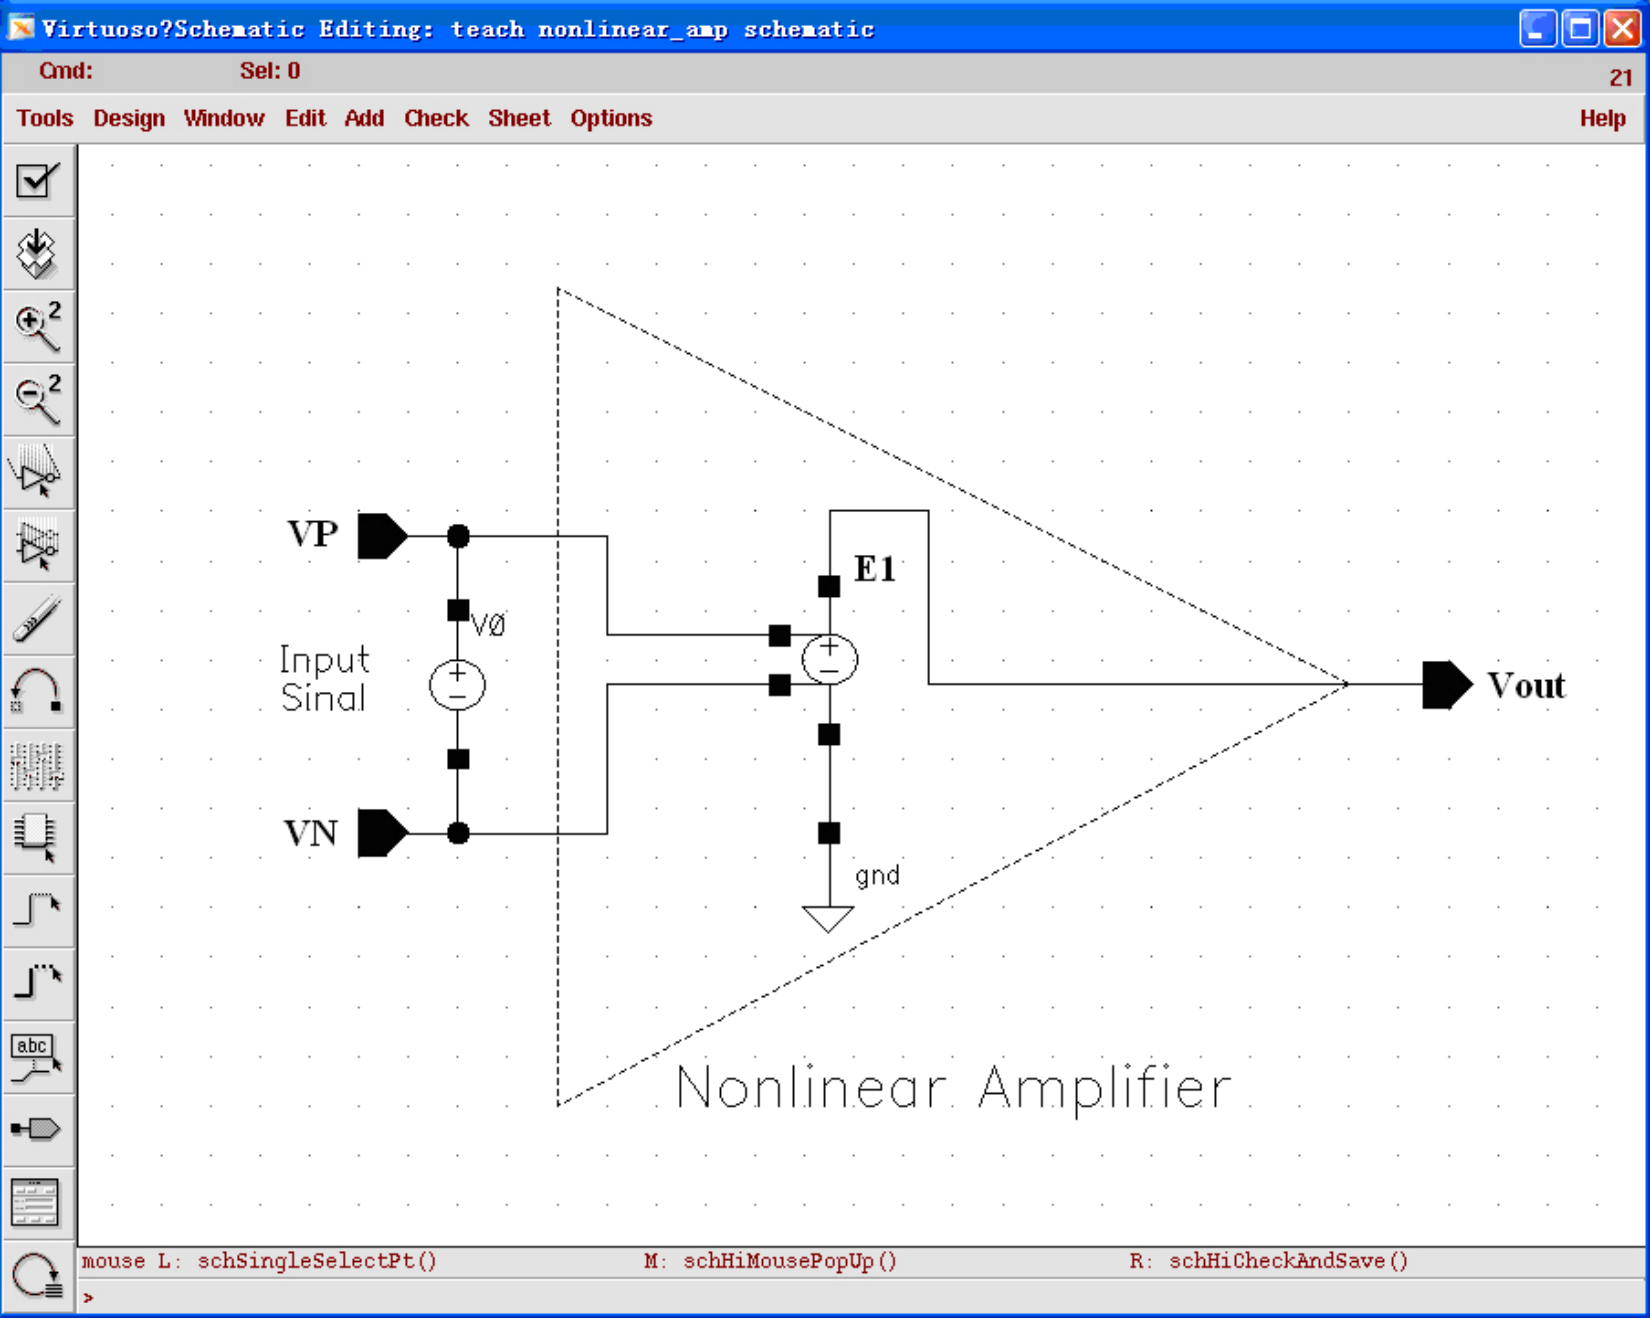 Virtuoso?Schematic Editing: teach nonlinear_amp schematic
Cmd: Sel: 0 21
Tools Design Window Edit Add Check Sheet Options Help
2
2
VP
E1
V0
Input
Sinal
Vout
VN
gnd
abc
Nonlinear Amplifier
mouse L: schSingleSelectPt() M: schHiMousePopUp() R: schHiCheckAndSave()
>